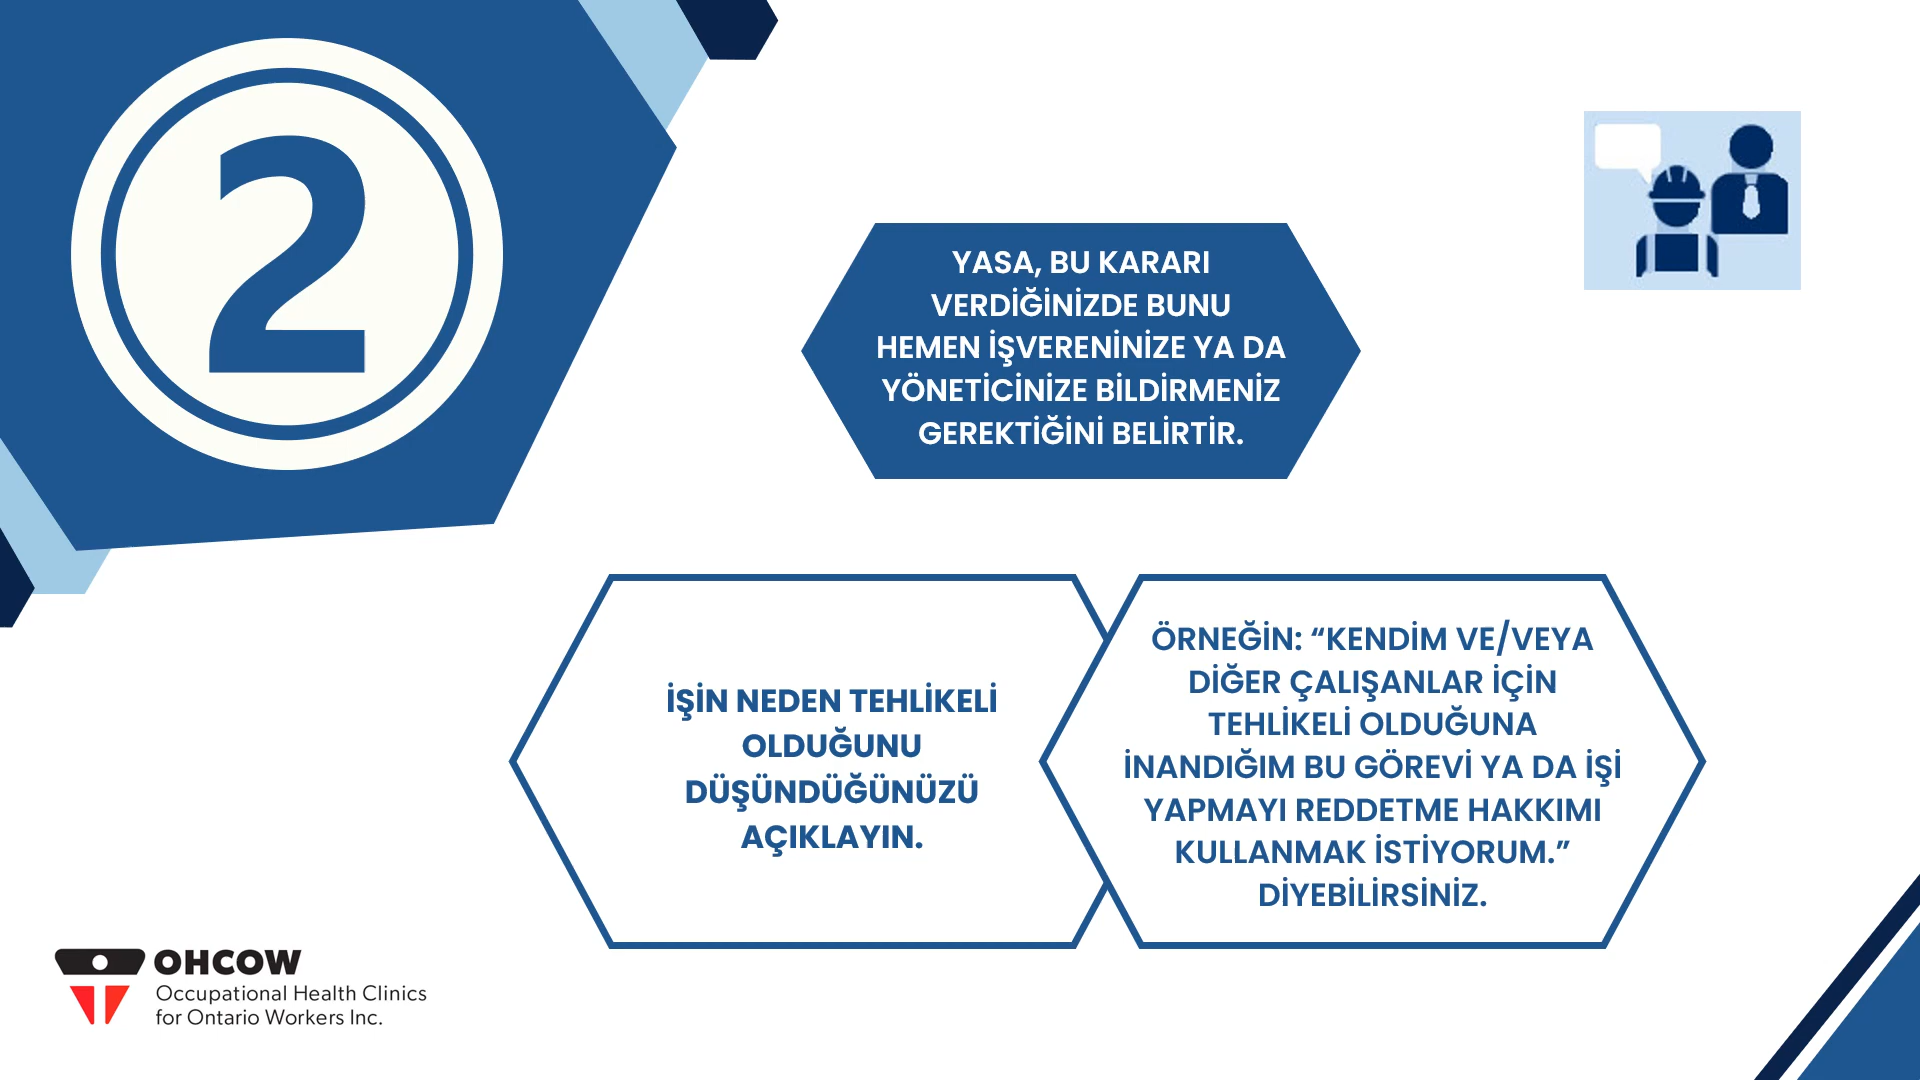 2
YASA, BU KARARI
VERDİĞİNİZDE BUNU
HEMEN İŞVERENİNİZE YA DA
YÖNETİCİNİZE BİLDİRMENİZ
GEREKTİĞİNİ BELİRTİR.
İŞİN NEDEN TEHLİKELİ
OLDUĞUNU
DÜŞÜNDÜĞÜNÜZÜ
AÇIKLAYIN.
ÖRNEĞİN: “KENDİM VE/VEYA
DİĞER ÇALIŞANLAR İÇİN
TEHLİKELİ OLDUĞUNA
İNANDIĞIM BU GÖREVİ YA DA İŞİ
YAPMAYI REDDETME HAKKIMI
KULLANMAK İSTİYORUM.”
DİYEBİLİRSİNİZ.
OHCOW
Occupational Health Clinics
for Ontario Workers Inc.